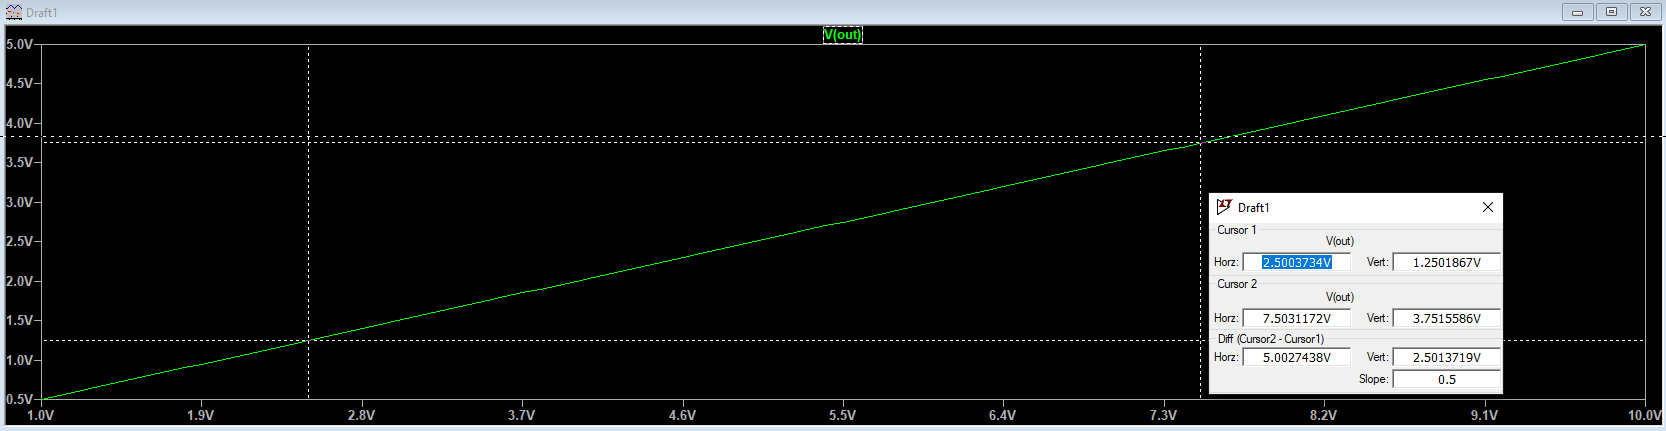 Draft1
V(out)
5.0V
4.5V
4.0V
3.5V
3.0V
2.5V
2.0V
1.5V
1.0V
0.5V
1.0V 1.9V 2.8V 3.7V 4.6V 5.5V 6.4V 7.3V 8.2V 9.1V 10.0V
Draft1
Cursor 1
V(out)
Horz: 2.5003734V Vert: 1.2501867V
Cursor 2
V(out)
Horz: 7.5031172V Vert: 3.7515586V
Diff (Cursor2 - Cursor1)
Horz: 5.0027438V Vert: 2.5013719V
Slope: 0.5